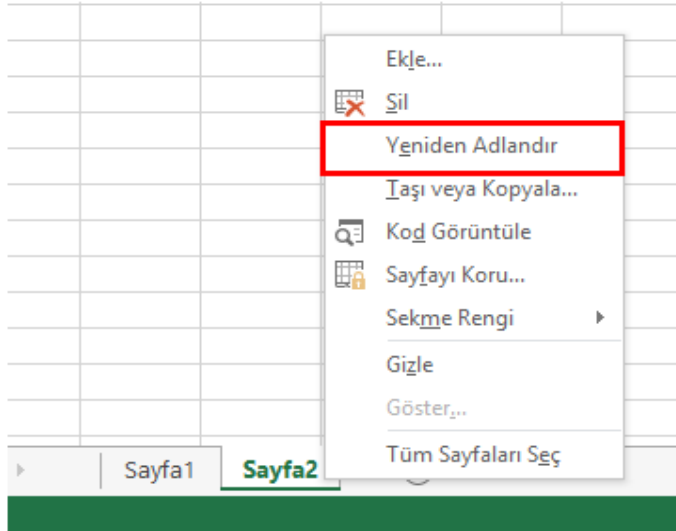 Ekle...
Sil
Yeniden Adlandır
Taşı veya Kopyala...
Kod Görüntüle
Sayfayı Koru...
Sekme Rengi
Gizle
Göster...
Tüm Sayfaları Seç
Sayfa1 Sayfa2